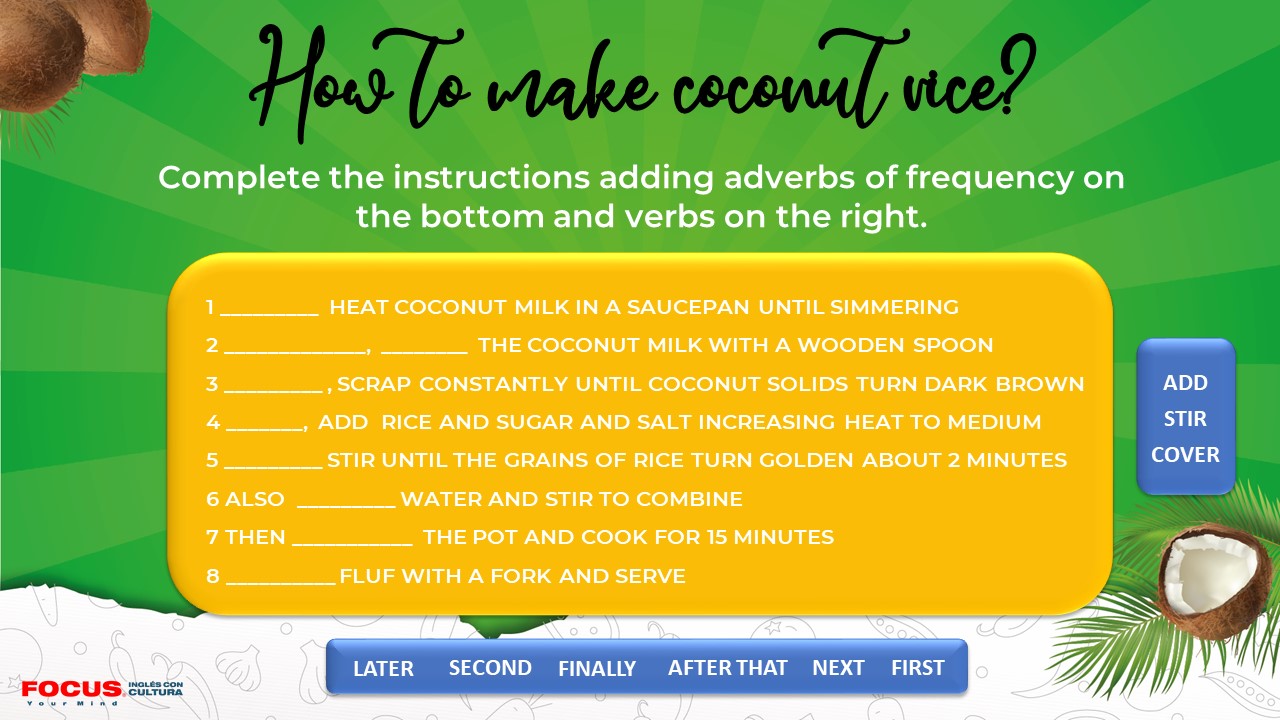 How To make coconut rice?
Complete the instructions adding adverbs of frequency on
the bottom and verbs on the right.
1 _________ HEAT COCONUT MILK IN A SAUCEPAN UNTIL SIMMERING
2 _____________, ________ THE COCONUT MILK WITH A WOODEN SPOON
3 _________ , SCRAP CONSTANTLY UNTIL COCONUT SOLIDS TURN DARK BROWN
4 _______, ADD RICE AND SUGAR AND SALT INCREASING HEAT TO MEDIUM
5 _________ STIR UNTIL THE GRAINS OF RICE TURN GOLDEN ABOUT 2 MINUTES
6 ALSO _________ WATER AND STIR TO COMBINE
7 THEN ___________ THE POT AND COOK FOR 15 MINUTES
8 __________ FLUF WITH A FORK AND SERVE
ADD
STIR
COVER
LATER SECOND FINALLY AFTER THAT NEXT FIRST
FOCUS INGLÉS CON CULTURA
Your Mind